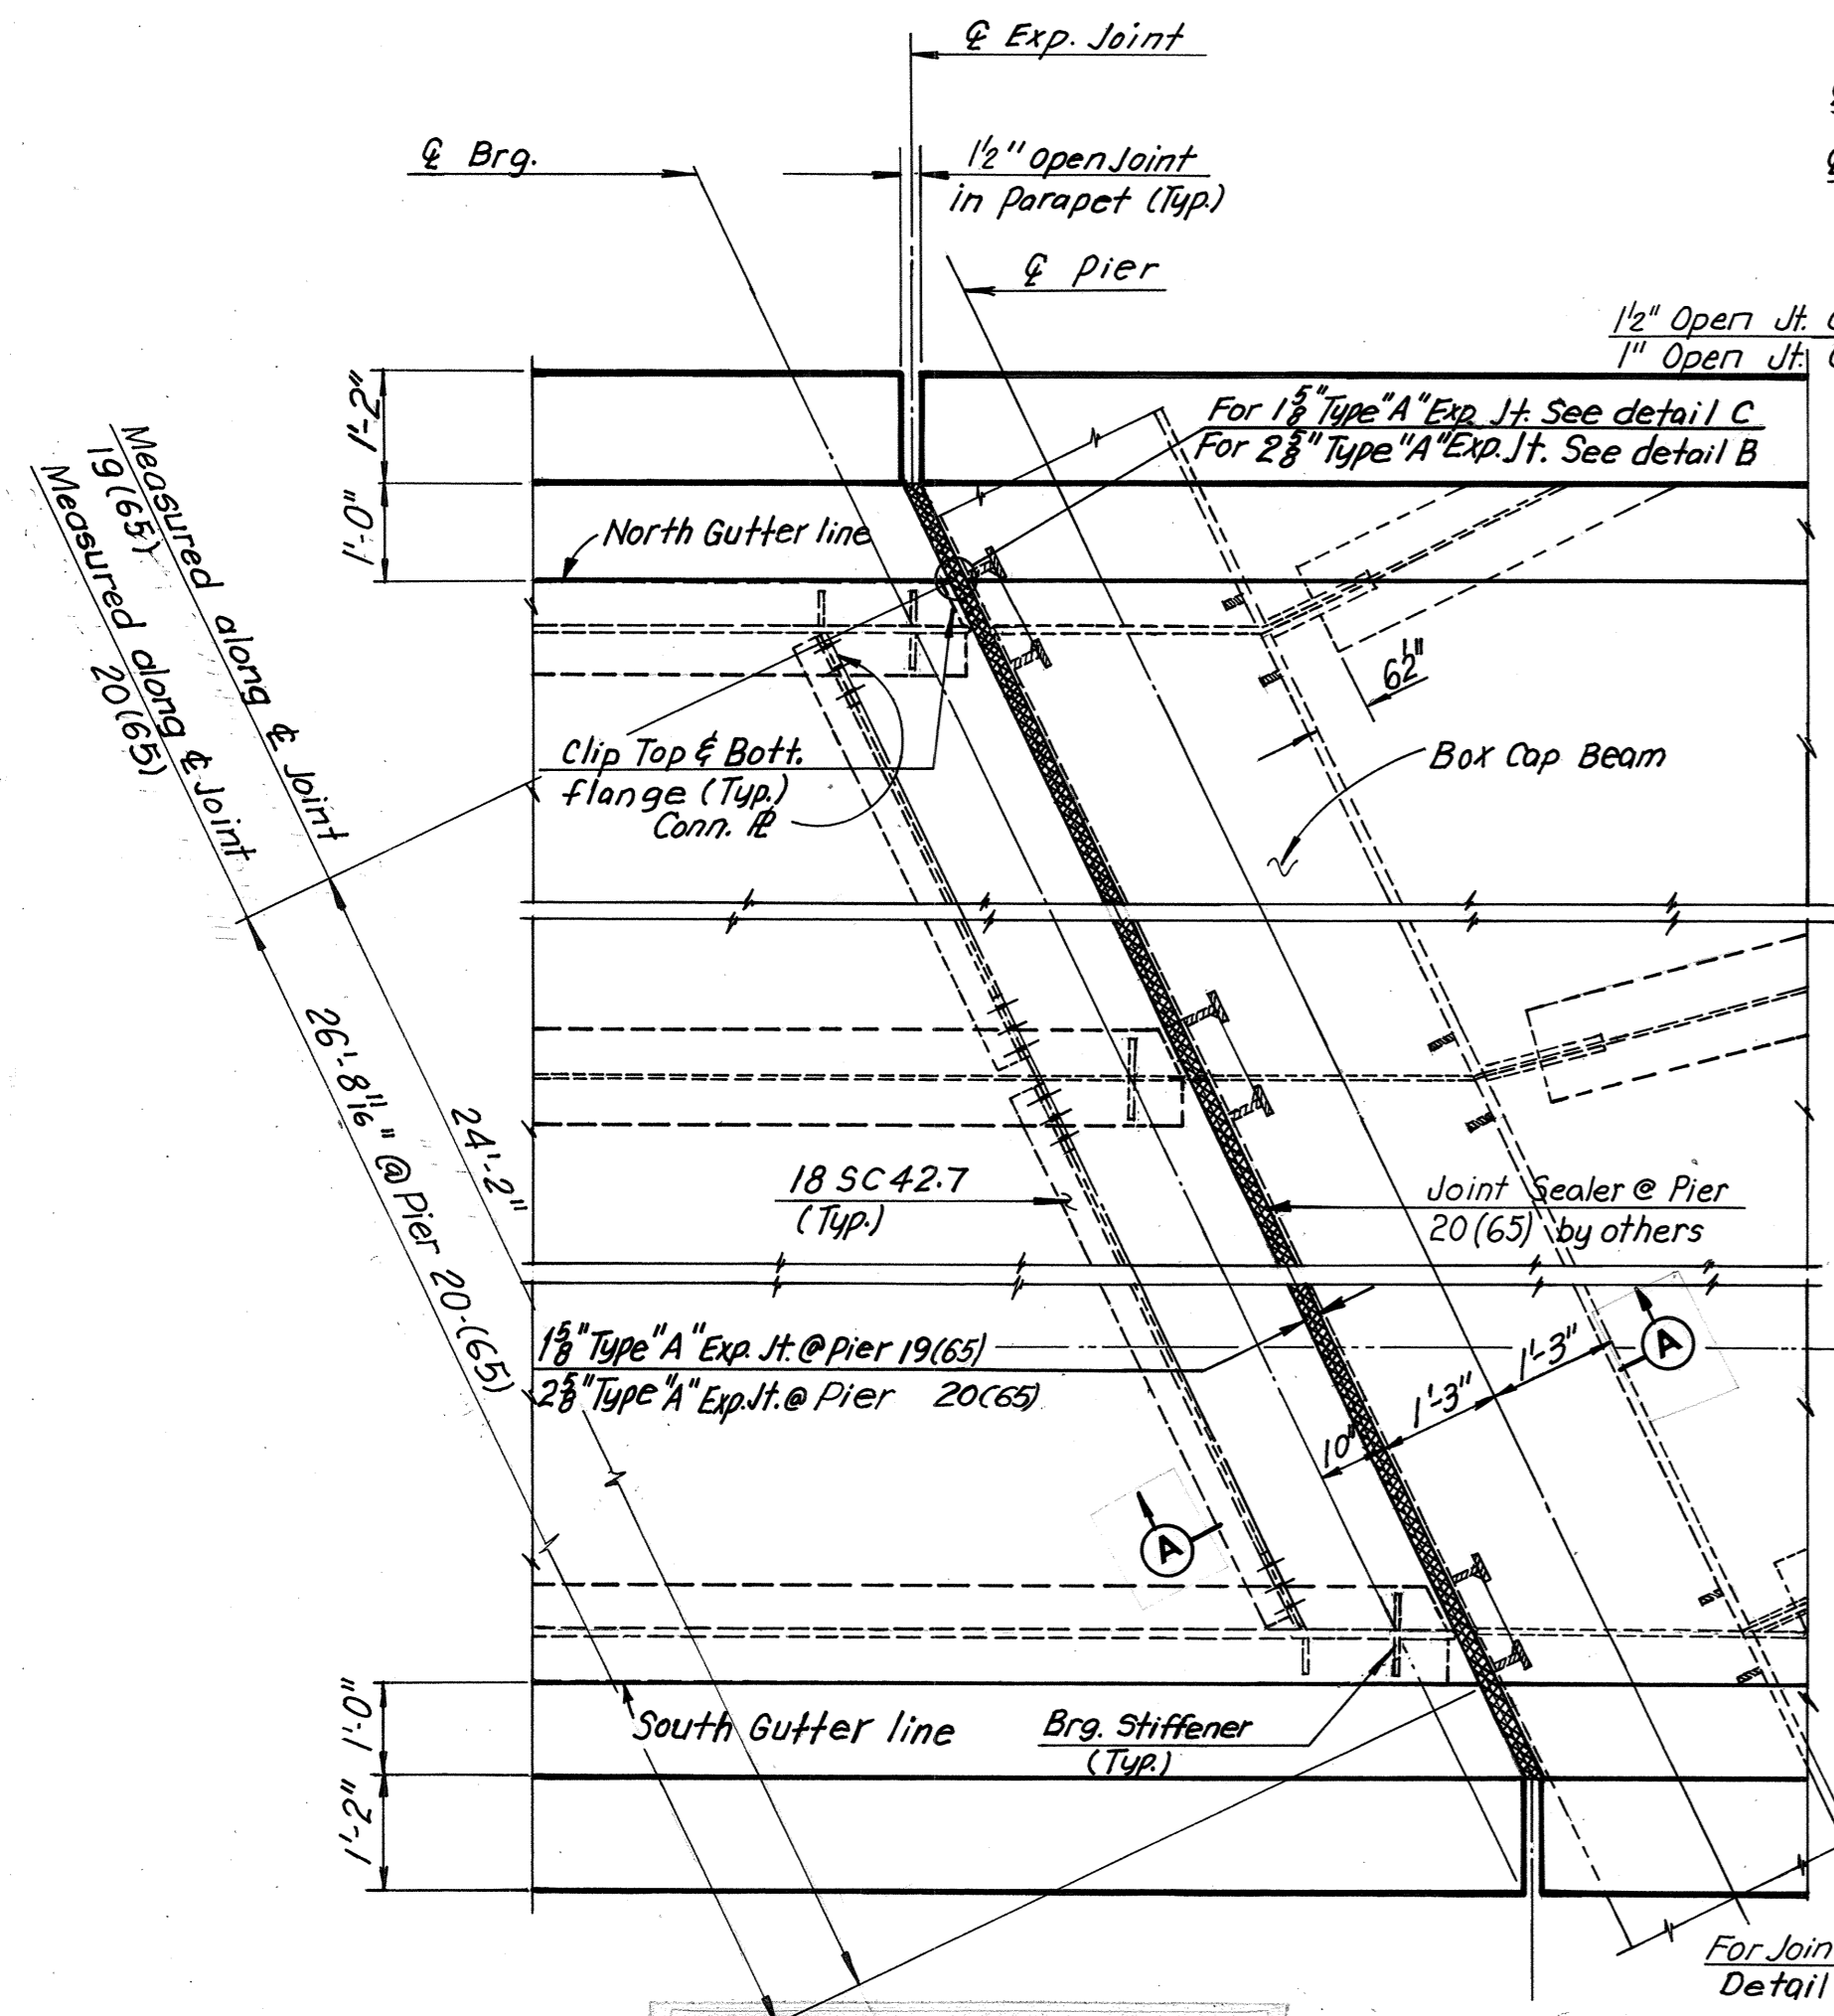 ℄ Exp. Joint
℄ Brg.
1½" open Joint
in Parapet (Typ.)
℄ Pier
1½" Open Jt.
1" Open Jt.
1'-2"
For 1⅝" Type "A" Exp. Jt. See detail C
For 2⅝" Type "A" Exp. Jt. See detail B
1'-0"
North Gutter line
Measured along ℄ Joint
19(65)
Measured along ℄ Joint
20(65)
6½"
Clip Top & Bott.
flange (Typ.)
Conn. ℙL
Box Cap Beam
26'-8 11/16" @ Pier 20-(65)
24'-2"
18 SC 42.7
(Typ.)
Joint Sealer @ Pier
20(65) by others
1⅝" Type "A" Exp. Jt. @ Pier 19(65)
2⅝" Type "A" Exp. Jt. @ Pier 20(65)
10"
1'-3"
1'-3"
A
A
1'-0"
South Gutter line
Brg. Stiffener
(Typ.)
1'-2"
For Join
Detail